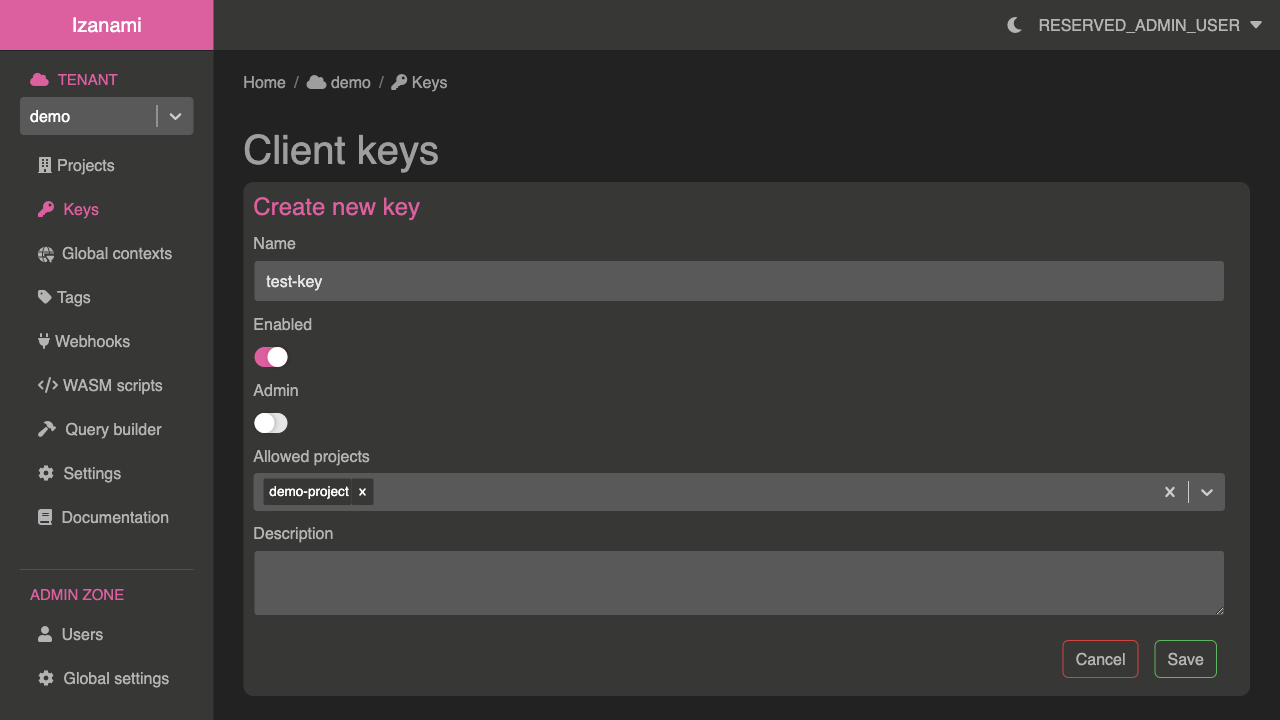 Izanami
RESERVED_ADMIN_USER
TENANT
demo
Projects
Keys
Global contexts
Tags
Webhooks
WASM scripts
Query builder
Settings
Documentation
ADMIN ZONE
Users
Global settings
Home / demo / Keys
Client keys
Create new key
Name
test-key
Enabled
Admin
Allowed projects
demo-project
Description
Cancel Save